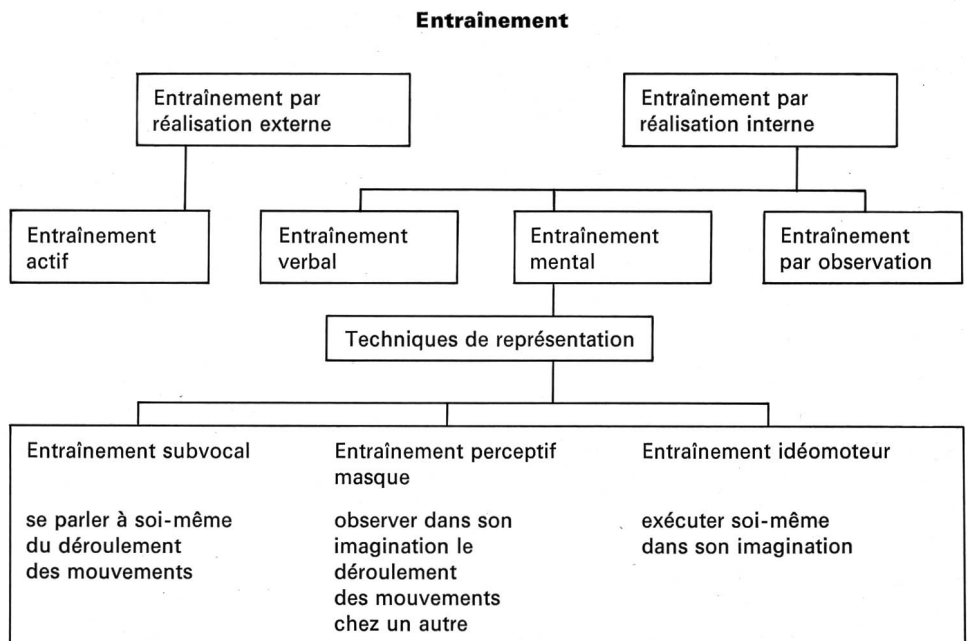 Entraînement
Entraînement par
réalisation externe
Entraînement par
réalisation interne
Entraînement
actif
Entraînement
verbal
Entraînement
mental
Entraînement
par observation
Techniques de représentation
Entraînement subvocal
se parler à soi-même
du déroulement
des mouvements
Entraînement perceptif
masque
observer dans son
imagination le
déroulement
des mouvements
chez un autre
Entraînement idéomoteur
exécuter soi-même
dans son imagination